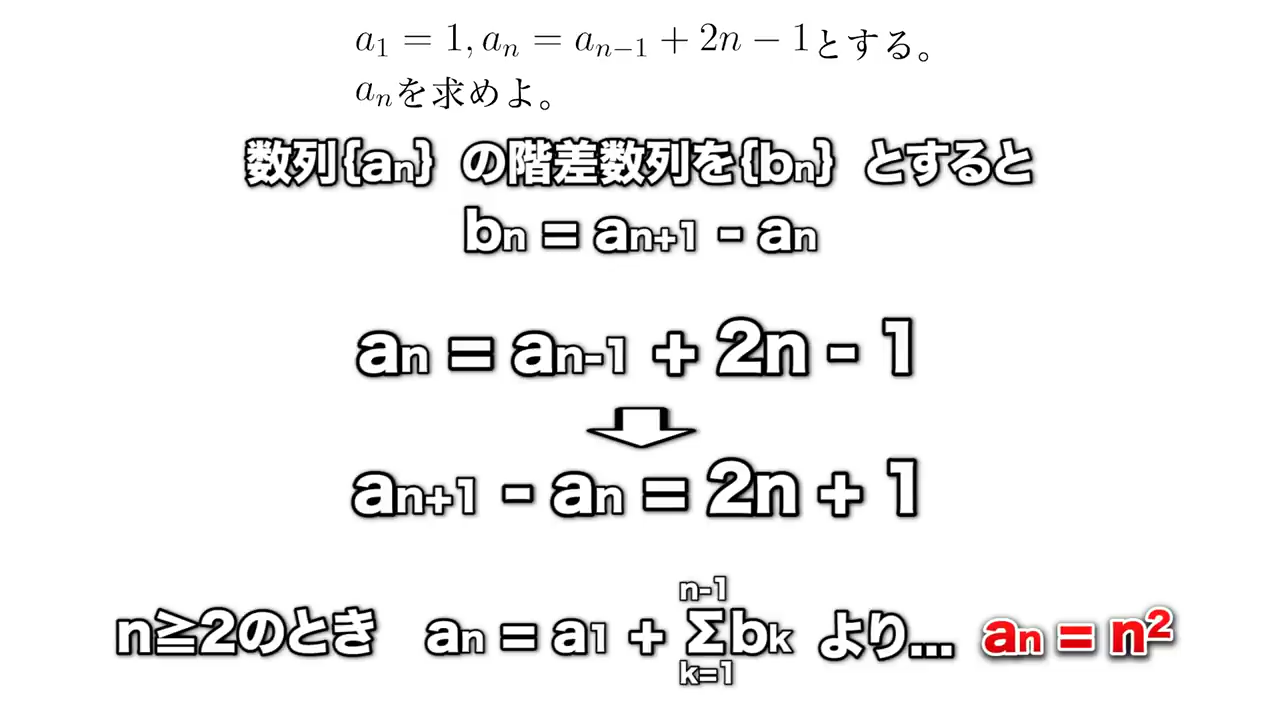 a₁ = 1, aₙ = aₙ₋₁ + 2n − 1とする。
aₙを求めよ。
数列{aₙ} の階差数列を{bₙ} とすると
bₙ = aₙ₊₁ - aₙ
aₙ = aₙ₋₁ + 2n - 1
aₙ₊₁ - aₙ = 2n + 1
n≧2のとき aₙ = a₁ + Σ[k=1][n-1] bₖ より... aₙ = n²